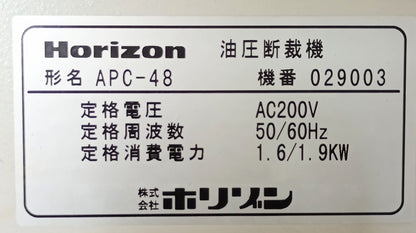 Horizon 油圧断裁機
形名 APC-48 機番 029003
定格電圧 AC200V
定格周波数 50/60Hz
定格消費電力 1.6/1.9KW
株式会社 ホリゾン